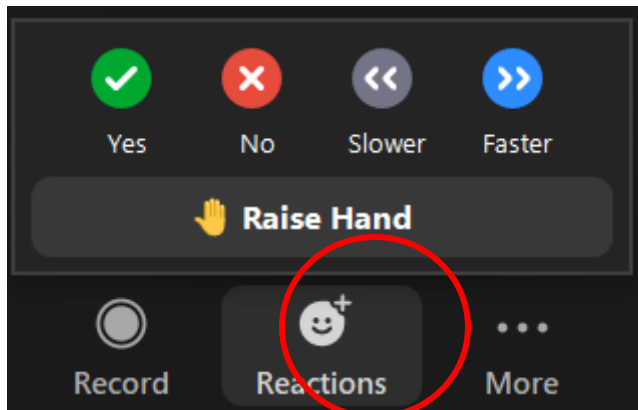 Yes No Slower Faster
Raise Hand
Record Reactions More